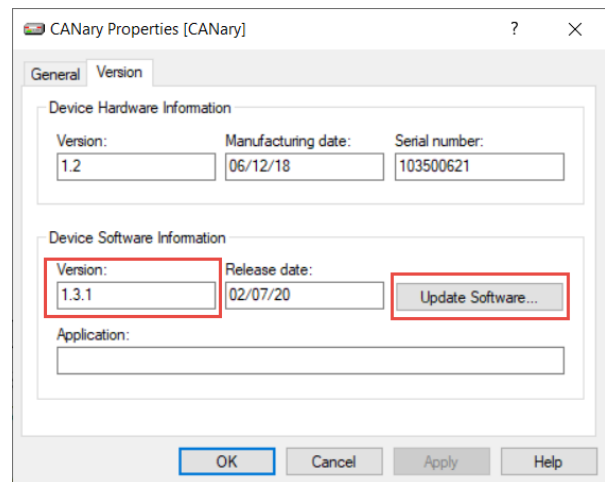 CANary Properties [CANary] ? ×
General Version
Device Hardware Information
Version: Manufacturing date: Serial number:
1.2 06/12/18 103500621
Device Software Information
Version: Release date:
1.3.1 02/07/20 Update Software...
Application:
OK Cancel Apply Help